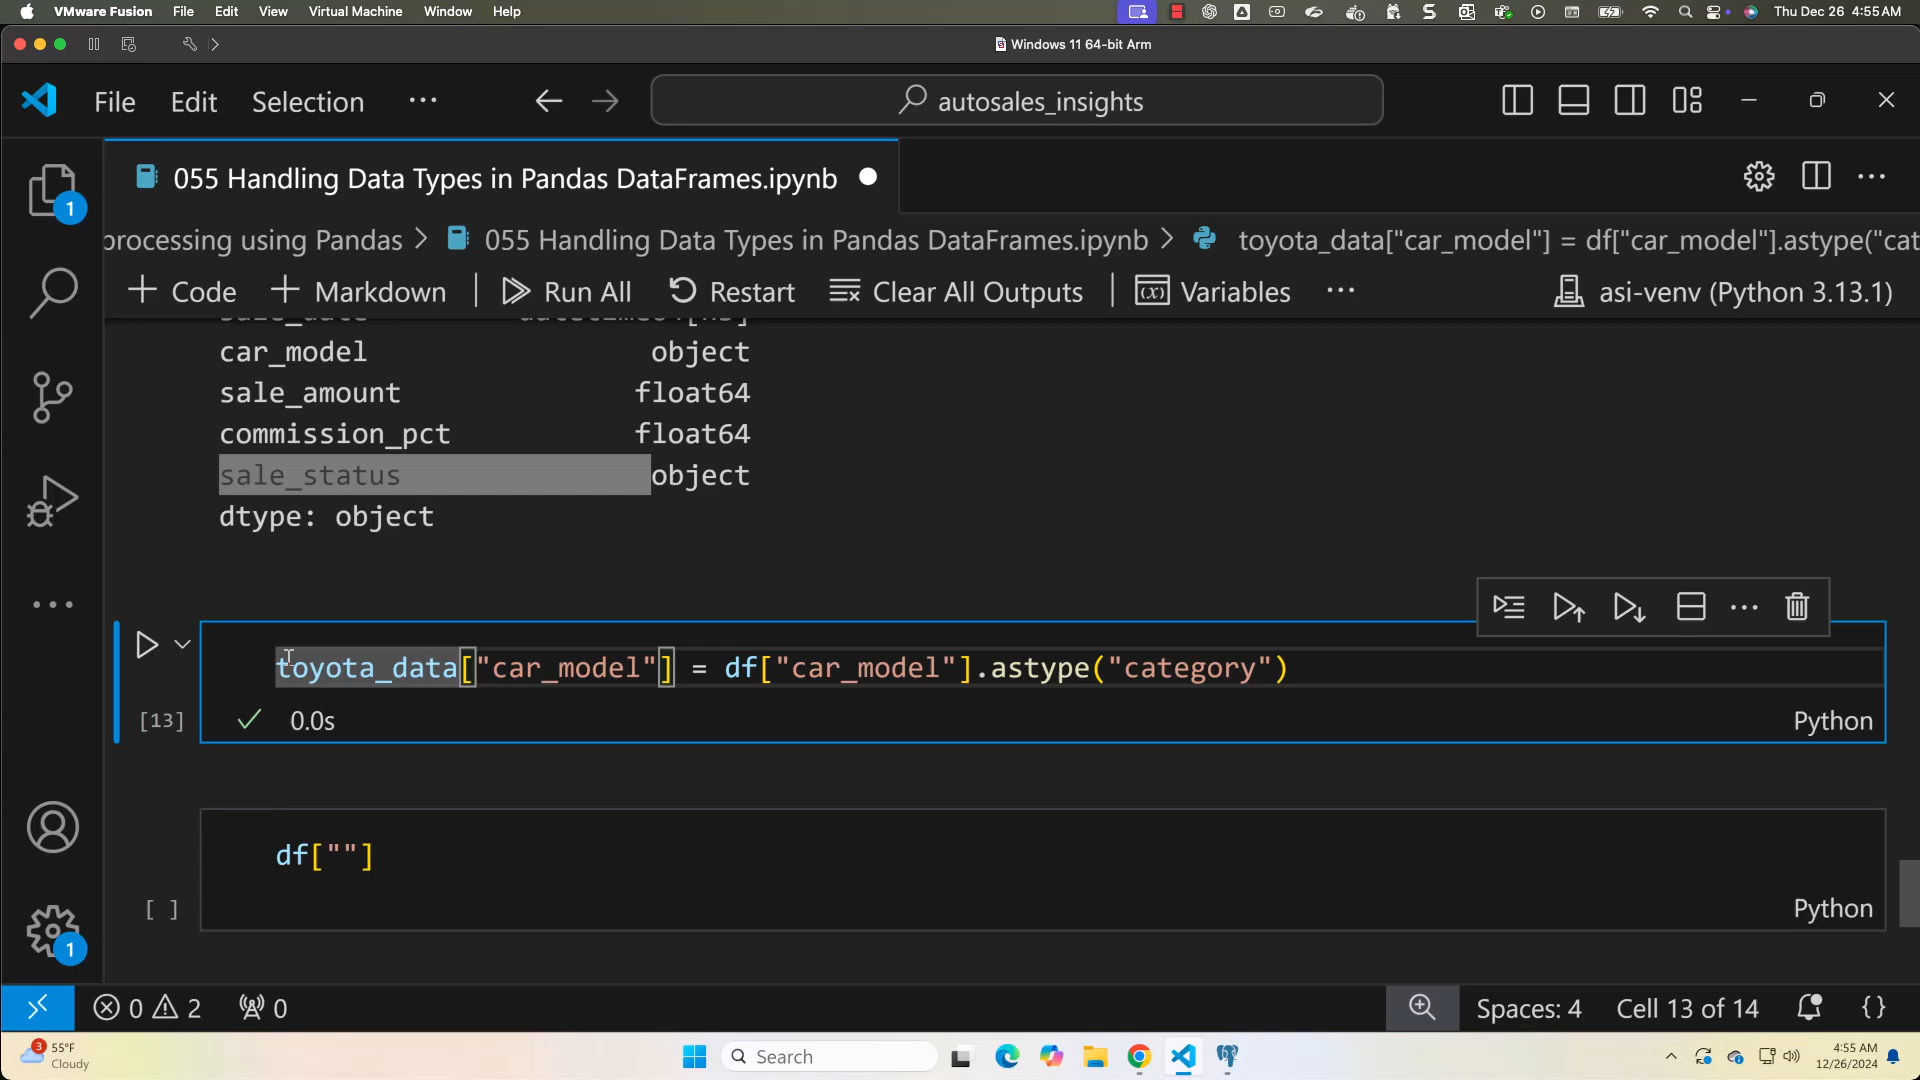 VMware Fusion File Edit View Virtual Machine Window Help Thu Dec 26 4:55 AM
Windows 11 64-bit Arm
File Edit Selection ··· autosales_insights
055 Handling Data Types in Pandas DataFrames.ipynb
processing using Pandas > 055 Handling Data Types in Pandas DataFrames.ipynb > toyota_data["car_model"] = df["car_model"].astype("cat
+ Code + Markdown Run All Restart Clear All Outputs Variables ··· asi-venv (Python 3.13.1)
car_model object
sale_amount float64
commission_pct float64
sale_status object
dtype: object
toyota_data["car_model"] = df["car_model"].astype("category")
[13] 0.0s Python
df[""]
[ ] Python
1
1
0 2 0 Spaces: 4 Cell 13 of 14 {}
3 55°F
Cloudy
Search
4:55 AM
12/26/2024